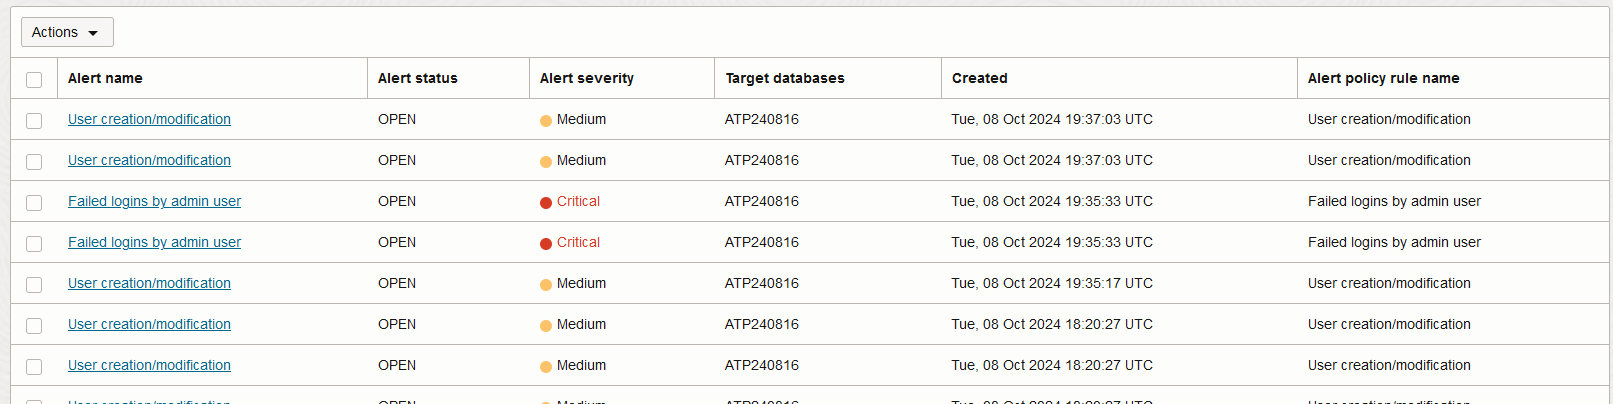 Actions
Alert name Alert status Alert severity Target databases Created Alert policy rule name
User creation/modification OPEN Medium ATP240816 Tue, 08 Oct 2024 19:37:03 UTC User creation/modification
User creation/modification OPEN Medium ATP240816 Tue, 08 Oct 2024 19:37:03 UTC User creation/modification
Failed logins by admin user OPEN Critical ATP240816 Tue, 08 Oct 2024 19:35:33 UTC Failed logins by admin user
Failed logins by admin user OPEN Critical ATP240816 Tue, 08 Oct 2024 19:35:33 UTC Failed logins by admin user
User creation/modification OPEN Medium ATP240816 Tue, 08 Oct 2024 19:35:17 UTC User creation/modification
User creation/modification OPEN Medium ATP240816 Tue, 08 Oct 2024 18:20:27 UTC User creation/modification
User creation/modification OPEN Medium ATP240816 Tue, 08 Oct 2024 18:20:27 UTC User creation/modification